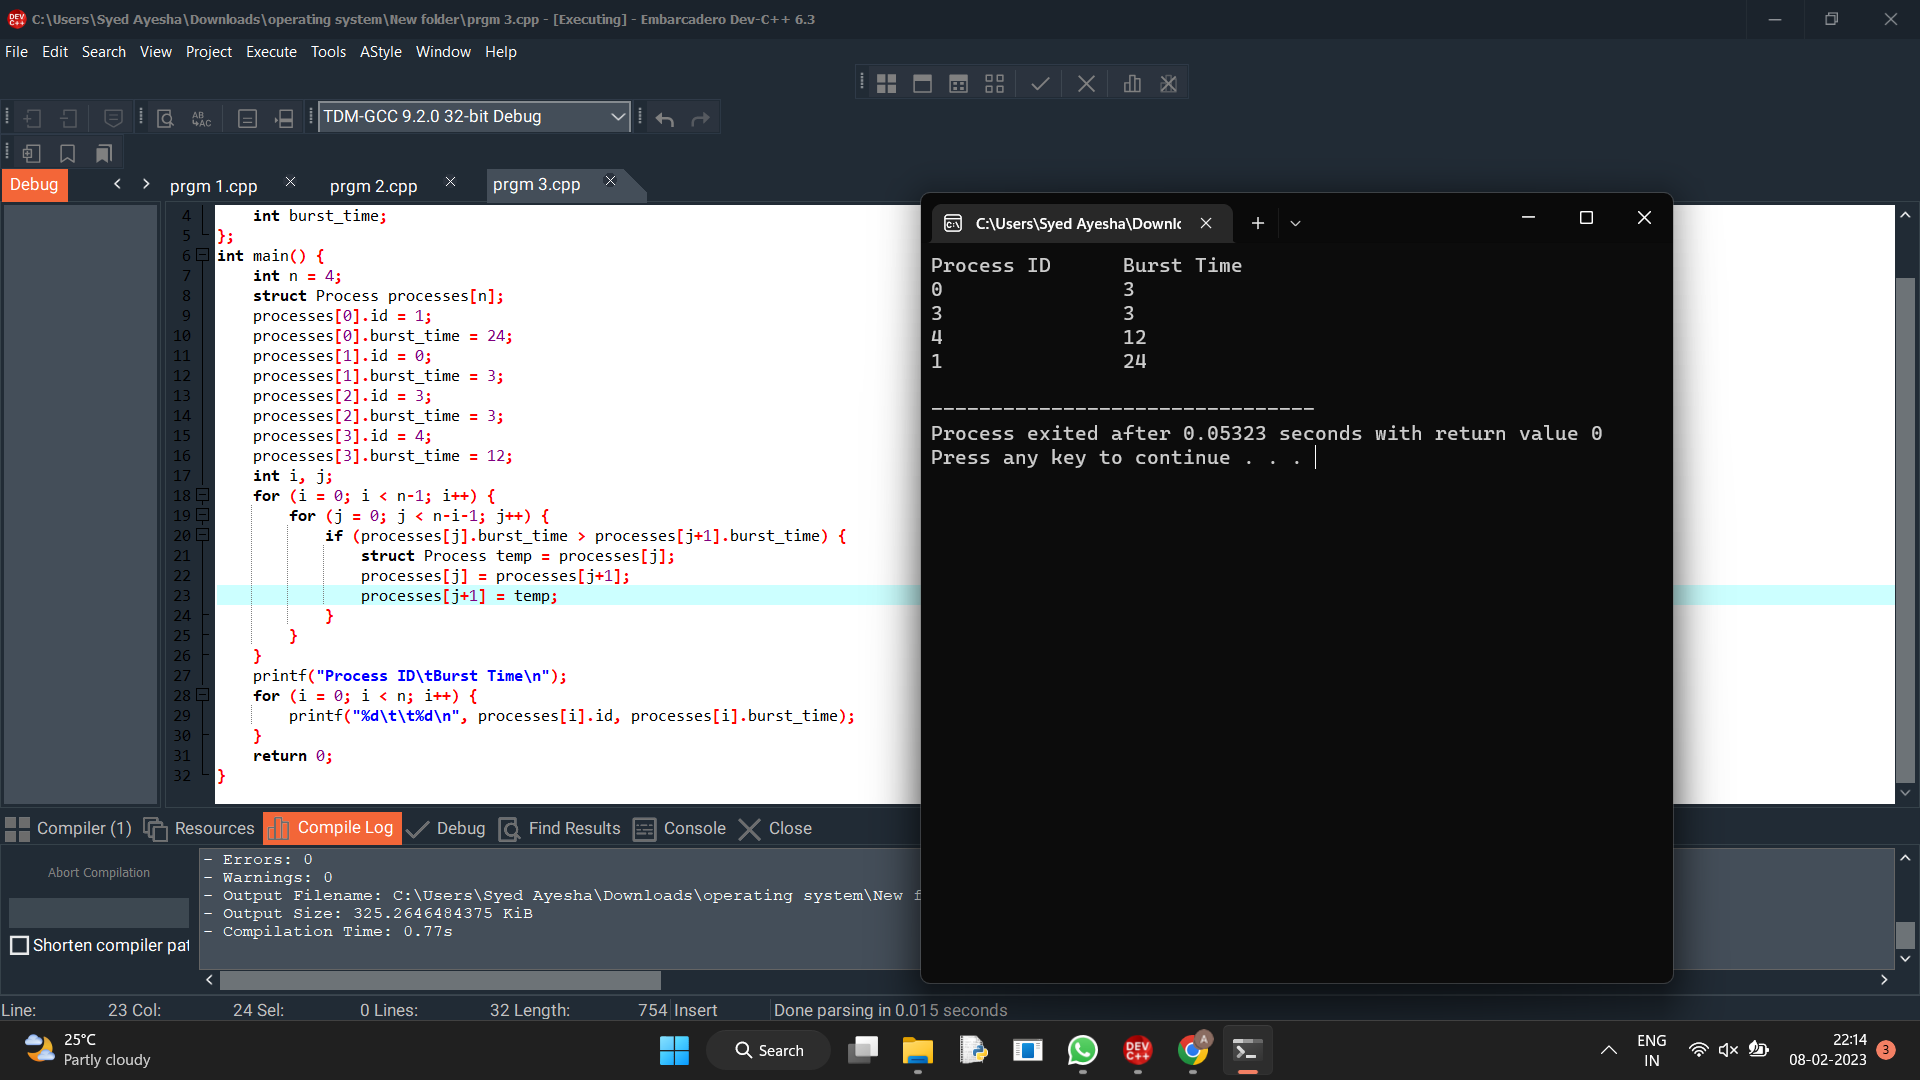 C:\Users\Syed Ayesha\Downloads\operating system\New folder\prgm 3.cpp - [Executing] - Embarcadero Dev-C++ 6.3
File Edit Search View Project Execute Tools AStyle Window Help
TDM-GCC 9.2.0 32-bit Debug
Debug
prgm 1.cpp
prgm 2.cpp
prgm 3.cpp
4 int burst_time;
5 };
6 int main() {
7 int n = 4;
8 struct Process processes[n];
9 processes[0].id = 1;
10 processes[0].burst_time = 24;
11 processes[1].id = 0;
12 processes[1].burst_time = 3;
13 processes[2].id = 3;
14 processes[2].burst_time = 3;
15 processes[3].id = 4;
16 processes[3].burst_time = 12;
17 int i, j;
18 for (i = 0; i < n-1; i++) {
19 for (j = 0; j < n-i-1; j++) {
20 if (processes[j].burst_time > processes[j+1].burst_time) {
21 struct Process temp = processes[j];
22 processes[j] = processes[j+1];
23 processes[j+1] = temp;
24 }
25 }
26 }
27 printf("Process ID\tBurst Time\n");
28 for (i = 0; i < n; i++) {
29 printf("%d\t\t%d\n", processes[i].id, processes[i].burst_time);
30 }
31 return 0;
32 }
C:\Users\Syed Ayesha\Downlc
Process ID Burst Time
0 3
3 3
4 12
1 24
--------------------------------
Process exited after 0.05323 seconds with return value 0
Press any key to continue . . .
Compiler (1) Resources Compile Log Debug Find Results Console Close
Abort Compilation
Shorten compiler pat
- Errors: 0
- Warnings: 0
- Output Filename: C:\Users\Syed Ayesha\Downloads\operating system\New f
- Output Size: 325.2646484375 KiB
- Compilation Time: 0.77s
Line: 23 Col: 24 Sel: 0 Lines: 32 Length: 754 Insert Done parsing in 0.015 seconds
25°C
Partly cloudy
Search
DEV
C++
A
ENG
IN
22:14
08-02-2023
3